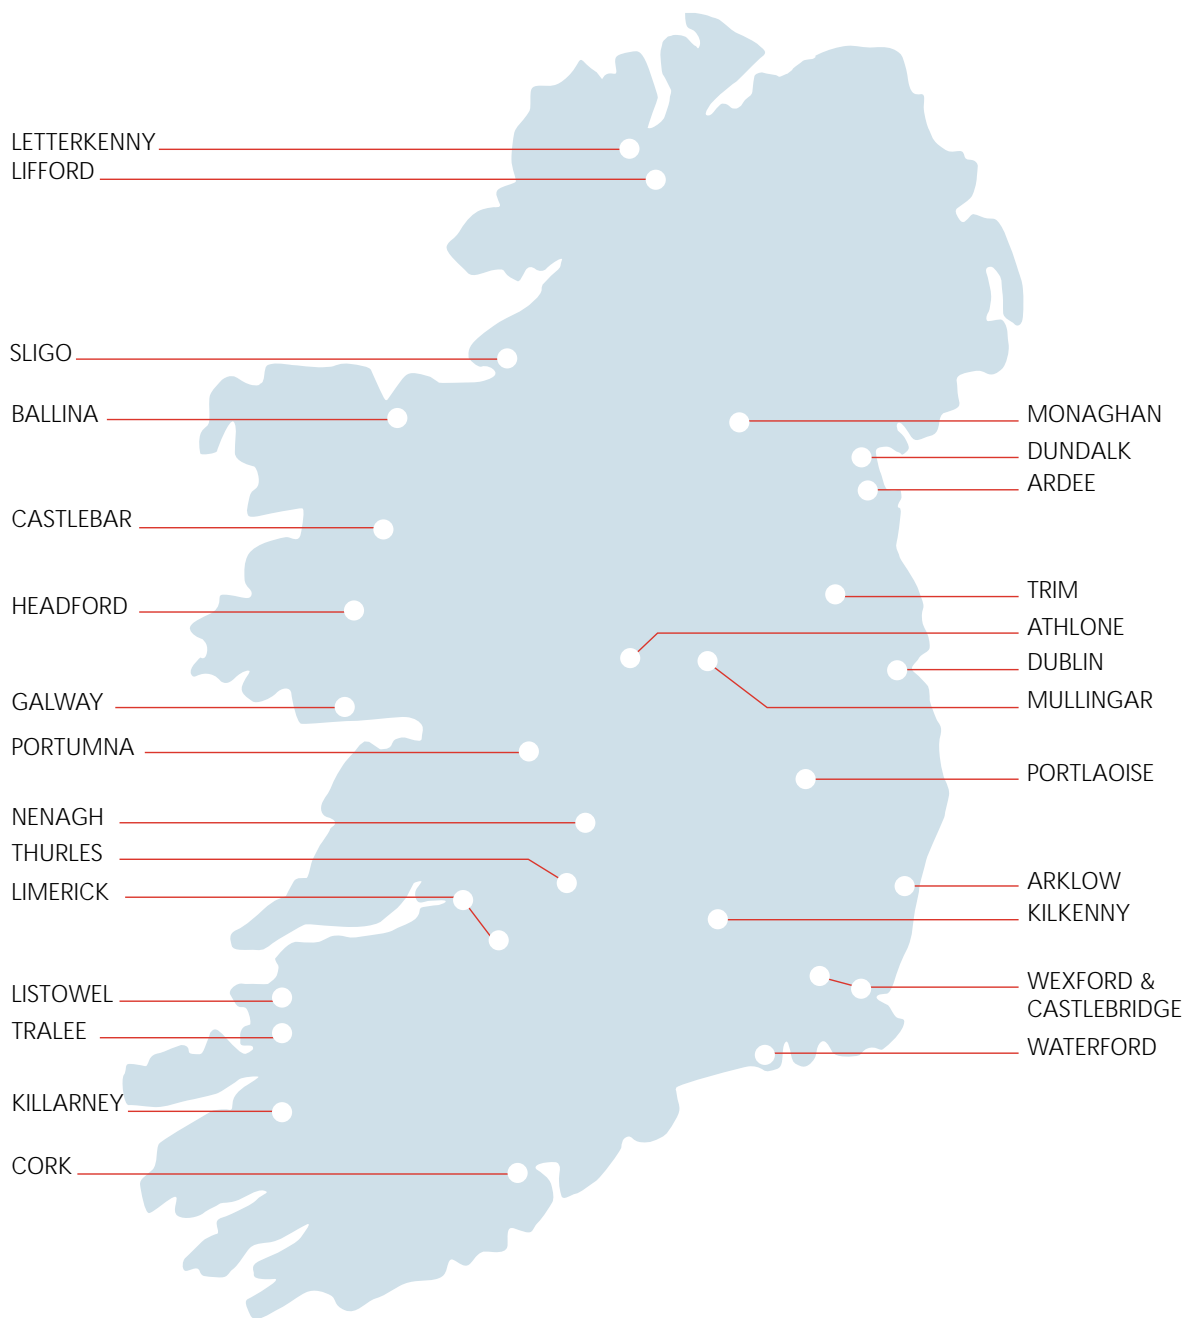 LETTERKENNY
LIFFORD
SLIGO
BALLINA
CASTLEBAR
HEADFORD
GALWAY
PORTUMNA
NENAGH
THURLES
LIMERICK
LISTOWEL
TRALEE
KILLARNEY
CORK
MONAGHAN
DUNDALK
ARDEE
TRIM
ATHLONE
DUBLIN
MULLINGAR
PORTLAOISE
ARKLOW
KILKENNY
WEXFORD &
CASTLEBRIDGE
WATERFORD